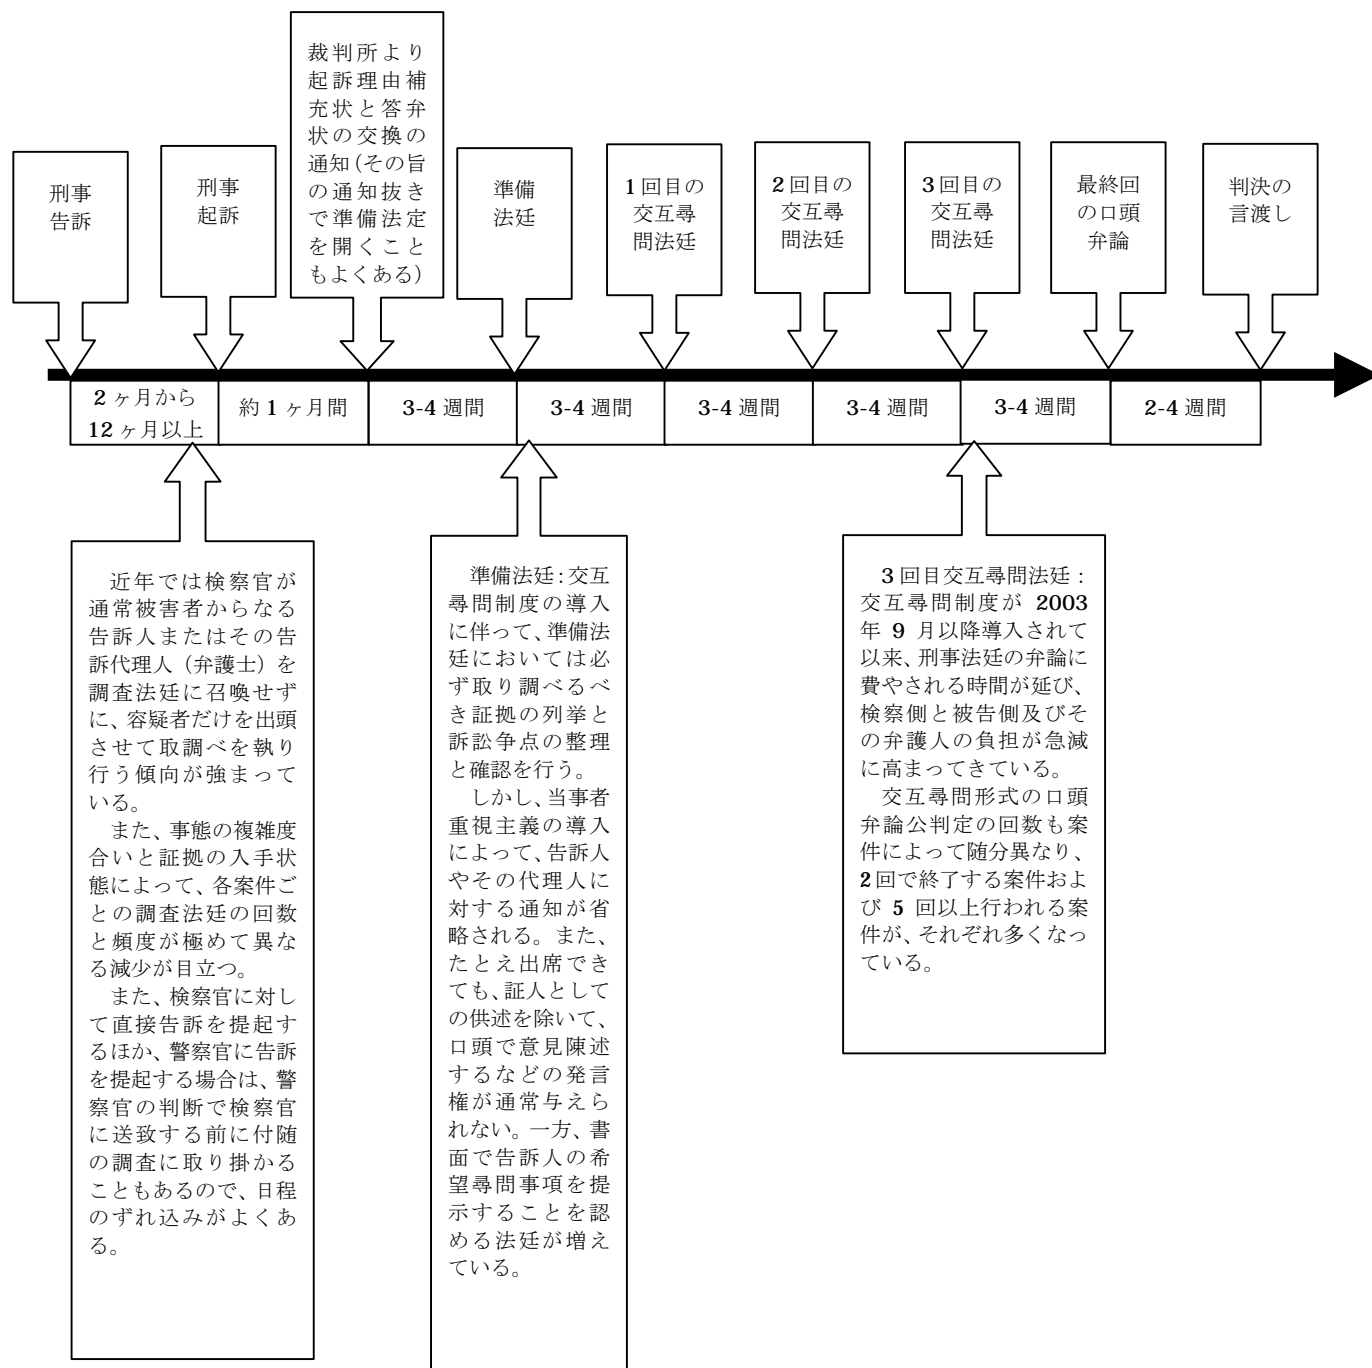 刑事
告訴
刑事
起訴
裁判所より
起訴理由補
充状と答弁
状の交換の
通知（その旨
の通知抜き
で準備法定
を開くこと
もよくある）
準備
法廷
1回目の
交互尋
問法廷
2回目の
交互尋
問法廷
3回目の
交互尋
問法廷
最終回
の口頭
弁論
判決の
言渡し
2ヶ月から
12ヶ月以上
約1ヶ月間
3-4週間
3-4週間
3-4週間
3-4週間
3-4週間
2-4週間
近年では検察官が
通常被害者からなる
告訴人またはその告
訴代理人（弁護士）を
調査法廷に召喚せず
に、容疑者だけを出頭
させて取調べを執り
行う傾向が強まって
いる。
また、事態の複雑度
合いと証拠の入手状
態によって、各案件ご
との調査法廷の回数
と頻度が極めて異な
る減少が目立つ。
また、検察官に対し
て直接告訴を提起す
るほか、警察官に告訴
を提起する場合は、警
察官の判断で検察官
に送致する前に付随
の調査に取り掛かる
こともあるので、日程
のずれ込みがよくあ
る。
準備法廷：交互
尋問制度の導入
に伴って、準備法
廷においては必
ず取り調べるべ
き証拠の列挙と
訴訟争点の整理
と確認を行う。
しかし、当事者
重視主義の導入
によって、告訴人
やその代理人に
対する通知が省
略される。また、
たとえ出席でき
ても、証人として
の供述を除いて、
口頭で意見陳述
するなどの発言
権が通常与えら
れない。一方、書
面で告訴人の希
望尋問事項を提
示することを認
める法廷が増え
ている。
3回目交互尋問法廷：
交互尋問制度が 2003
年 9 月以降導入されて
以来、刑事法廷の弁論に
費やされる時間が延び、
検察側と被告側及びそ
の弁護人の負担が急減
に高まってきている。
交互尋問形式の口頭
弁論公判定の回数も案
件によって随分異なり、
2回で終了する案件およ
び 5 回以上行われる案
件が、それぞれ多くなっ
ている。